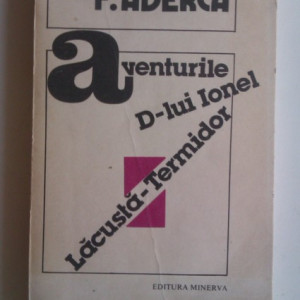 F. ADERCA
aventurile
D-lui Ionel
Lăcustă-Termidor
EDITURA MINERVA